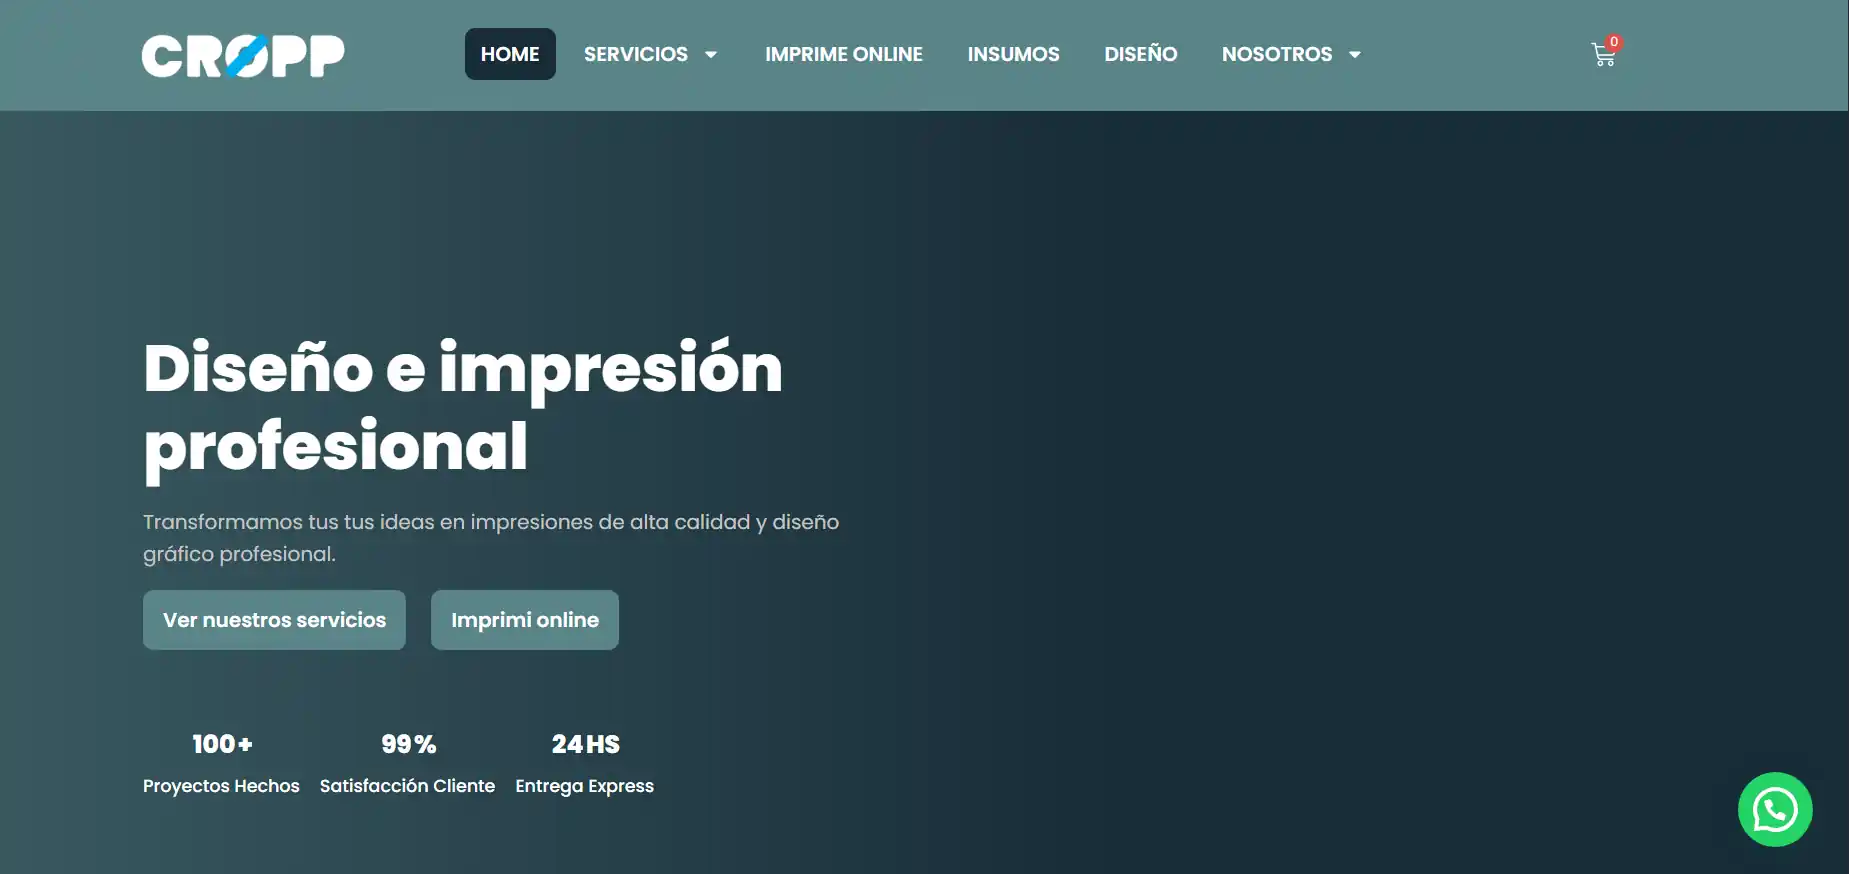 CROPP
HOME
SERVICIOS
IMPRIME ONLINE
INSUMOS
DISEÑO
NOSOTROS
0
Diseño e impresión
profesional
Transformamos tus tus ideas en impresiones de alta calidad y diseño
gráfico profesional.
Ver nuestros servicios
Imprimi online
100+
Proyectos Hechos
99%
Satisfacción Cliente
24HS
Entrega Express